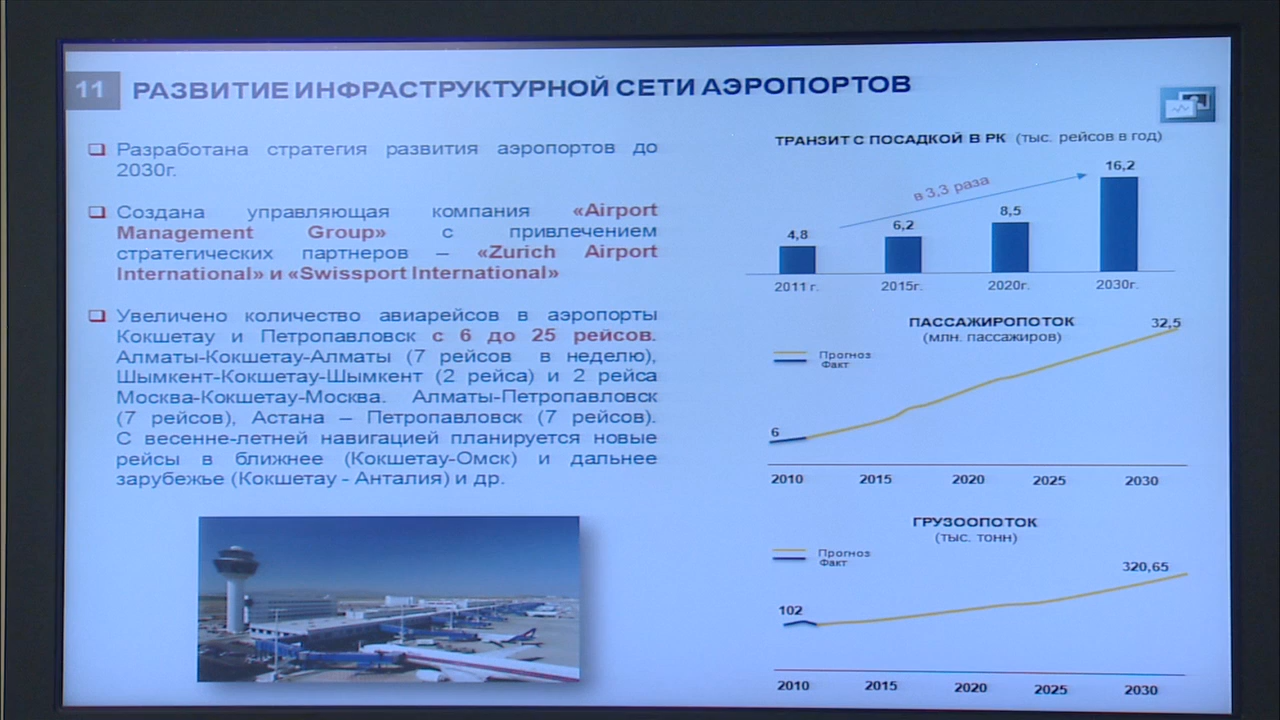 11 РАЗВИТИЕ ИНФРАСТРУКТУРНОЙ СЕТИ АЭРОПОРТОВ
Разработана стратегия развития аэропортов до
2030г.
Создана управляющая компания «Airport
Management Group» с привлечением
стратегических партнеров – «Zurich Airport
International» и «Swissport International»
Увеличено количество авиарейсов в аэропорты
Кокшетау и Петропавловск с 6 до 25 рейсов.
Алматы-Кокшетау-Алматы (7 рейсов в неделю),
Шымкент-Кокшетау-Шымкент (2 рейса) и 2 рейса
Москва-Кокшетау-Москва. Алматы-Петропавловск
(7 рейсов), Астана – Петропавловск (7 рейсов).
С весенне-летней навигацией планируется новые
рейсы в ближнее (Кокшетау-Омск) и дальнее
зарубежье (Кокшетау - Анталия) и др.
ТРАНЗИТ С ПОСАДКОЙ В РК (тыс. рейсов в год)
в 3,3 раза
4,8 6,2 8,5 16,2
2011 г. 2015г. 2020г. 2030г.
ПАССАЖИРОПОТОК
(млн. пассажиров)
32,5
Прогноз
Факт
6
2010 2015 2020 2025 2030
ГРУЗООПОТОК
(тыс. тонн)
Прогноз
Факт
320,65
102
2010 2015 2020 2025 2030